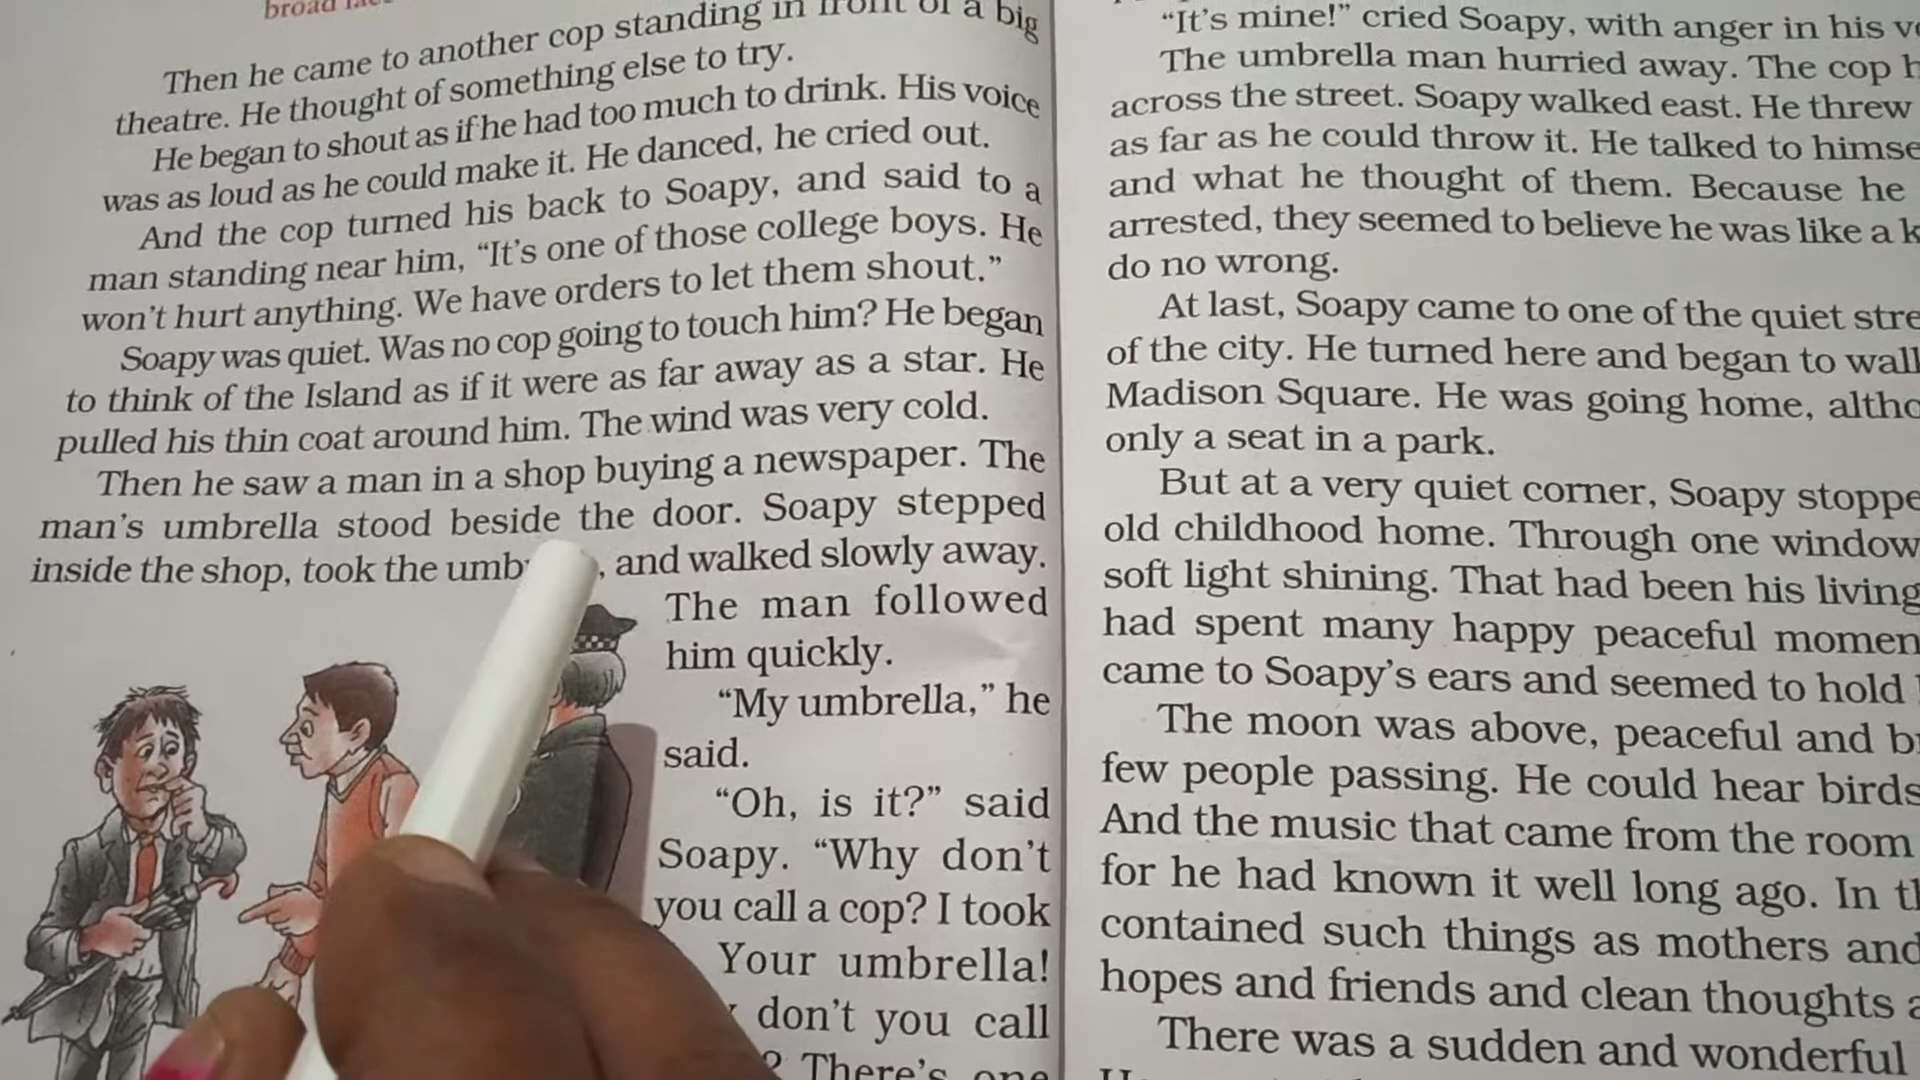 broad
Then he came to another cop standing in front of a big
theatre. He thought of something else to try.
He began to shout as if he had too much to drink. His voice
was as loud as he could make it. He danced, he cried out.
And the cop turned his back to Soapy, and said to a
man standing near him, “It’s one of those college boys. He
won’t hurt anything. We have orders to let them shout.”
Soapy was quiet. Was no cop going to touch him? He began
to think of the Island as if it were as far away as a star. He
pulled his thin coat around him. The wind was very cold.
Then he saw a man in a shop buying a newspaper. The
man’s umbrella stood beside the door. Soapy stepped
inside the shop, took the umb , and walked slowly away.
The man followed
him quickly.
“My umbrella,” he
said.
“Oh, is it?” said
Soapy. “Why don’t
you call a cop? I took
Your umbrella!
don’t you call
? There’s one
“It’s mine!” cried Soapy, with anger in his
The umbrella man hurried away. The cop
across the street. Soapy walked east. He threw
as far as he could throw it. He talked to
and what he thought of them. Because he
arrested, they seemed to believe he was like a
do no wrong.
At last, Soapy came to one of the quiet
of the city. He turned here and began to
Madison Square. He was going home,
only a seat in a park.
But at a very quiet corner, Soapy
old childhood home. Through one window
soft light shining. That had been his living
had spent many happy peaceful
came to Soapy’s ears and seemed to hold
The moon was above, peaceful and
few people passing. He could hear birds
And the music that came from the room
for he had known it well long ago. In
contained such things as mothers and
hopes and friends and clean thoughts
There was a sudden and wonderful